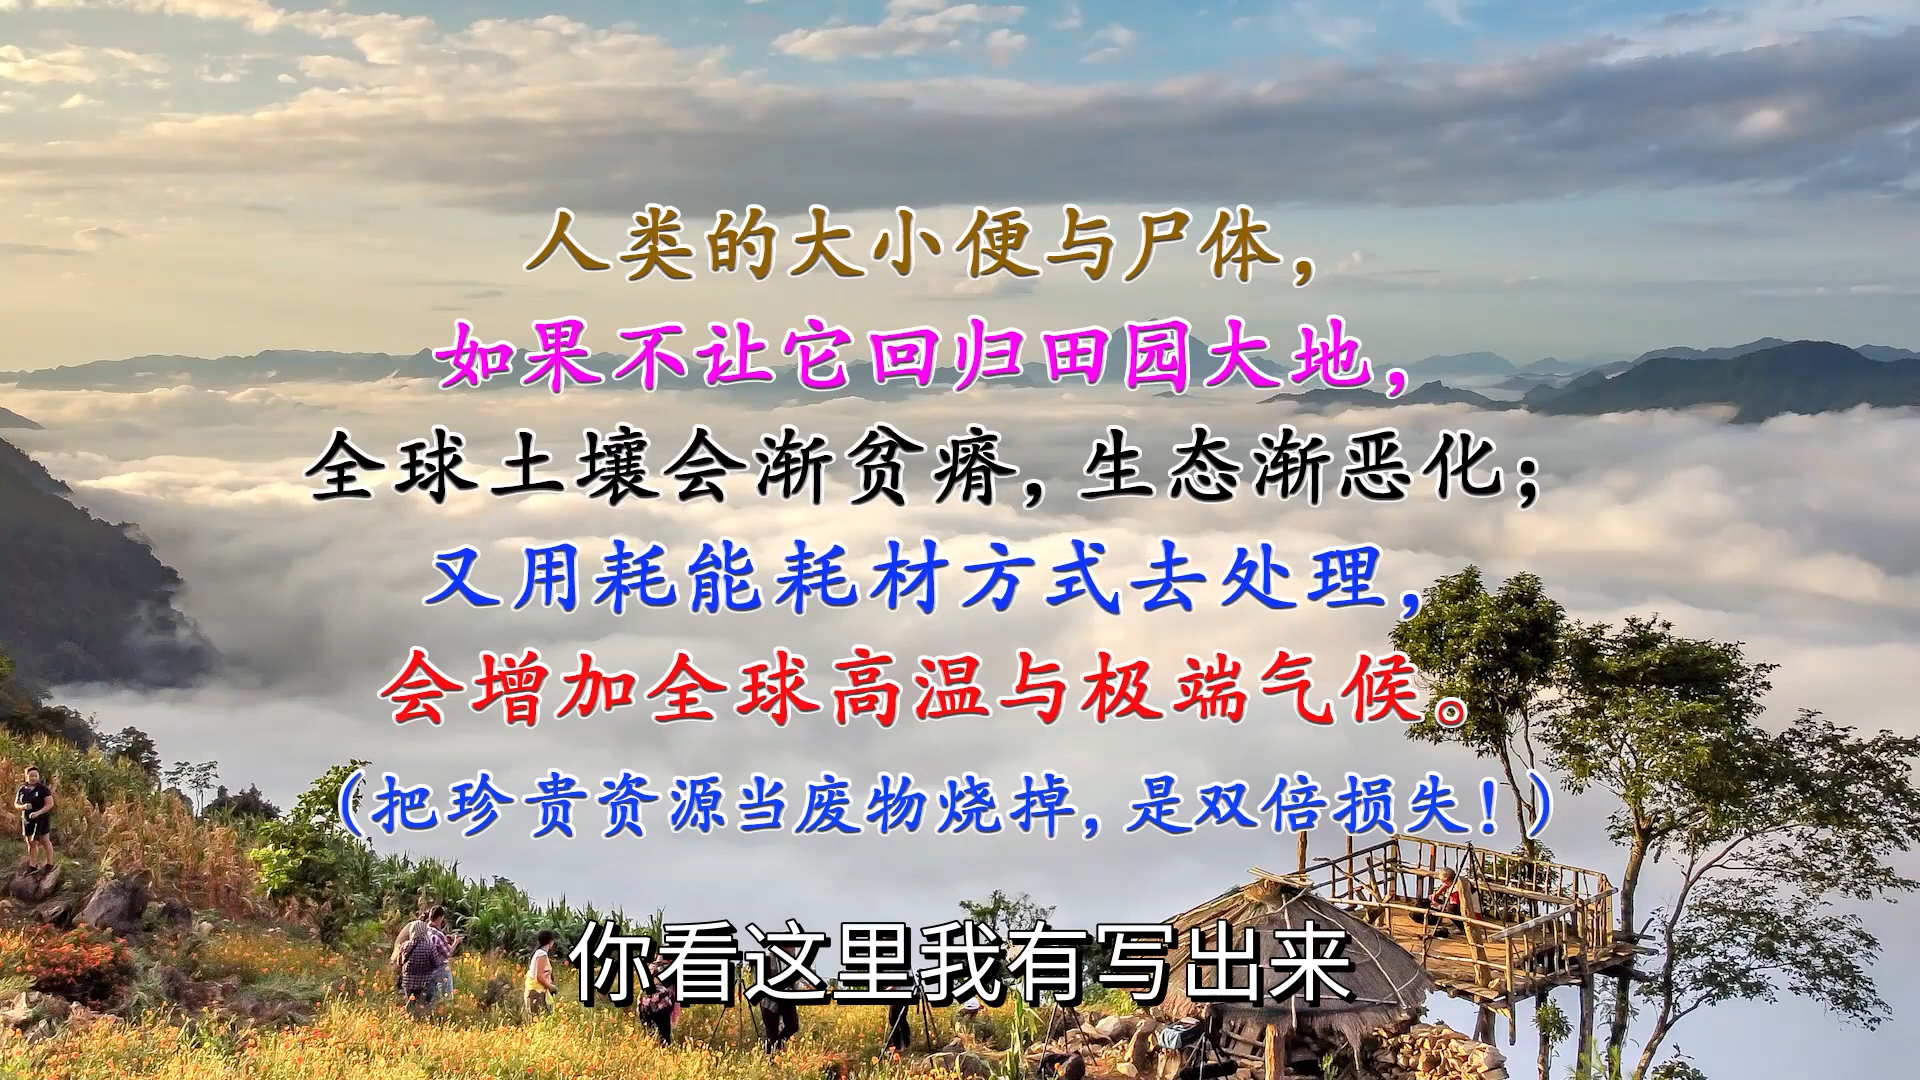 人类的大小便与尸体，
如果不让它回归田园大地，
全球土壤会渐贫瘠，生态渐恶化；
又用耗能耗材方式去处理，
会增加全球高温与极端气候。
（把珍贵资源当废物烧掉，是双倍损失！）
你看这里我有写出来